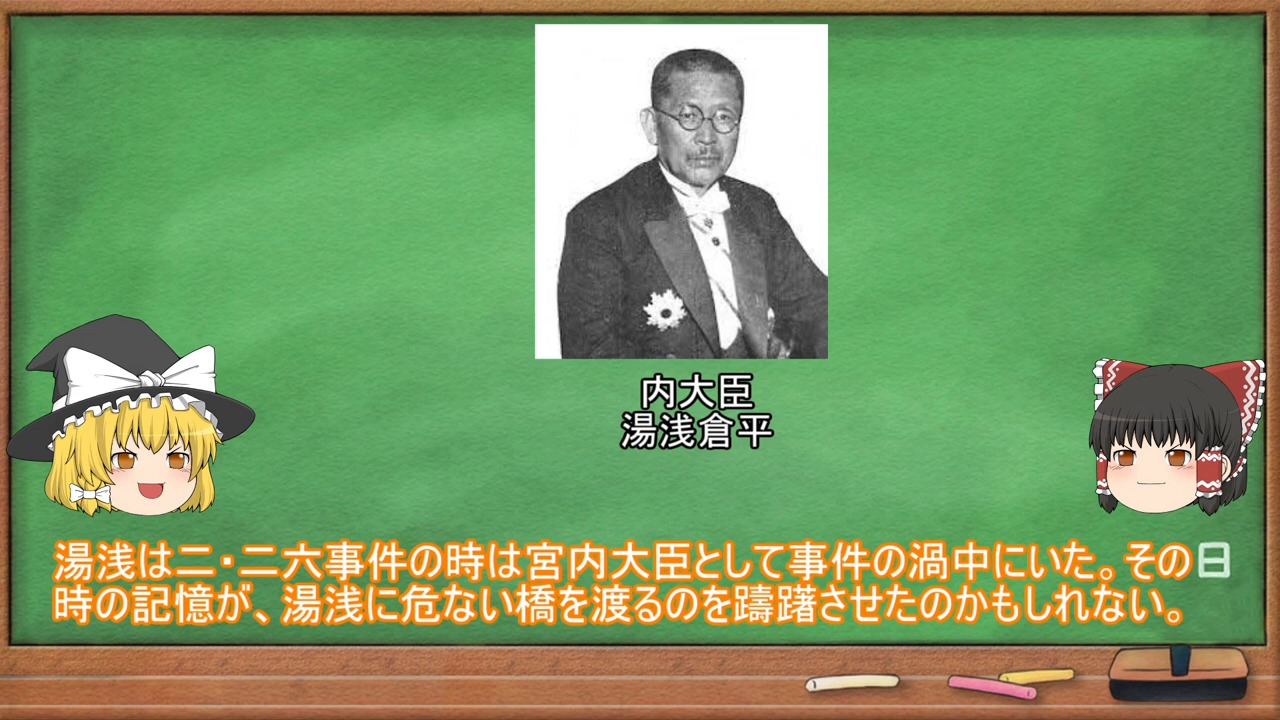 内大臣
湯浅倉平
湯浅は二・二六事件の時は宮内大臣として事件の渦中にいた。その日
時の記憶が、湯浅に危ない橋を渡るのを躊躇させたのかもしれない。